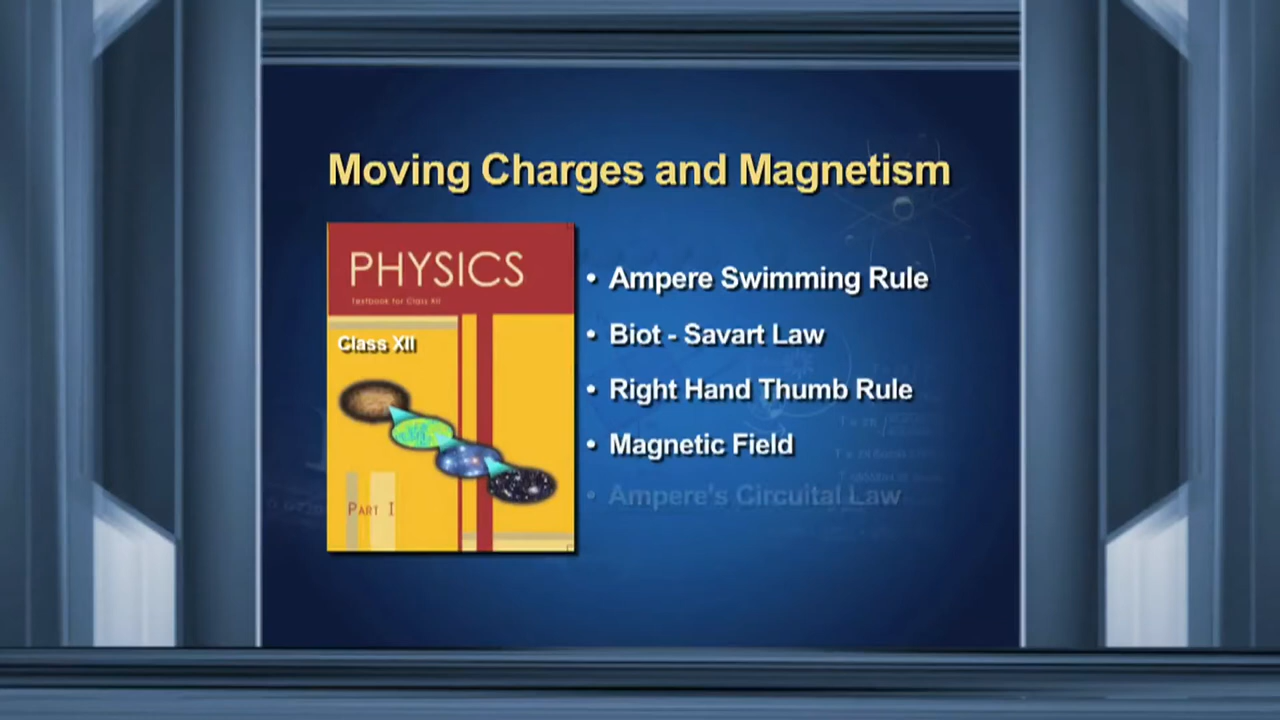 Moving Charges and Magnetism
PHYSICS
Textbook for Class XII
Class XII
PART I
• Ampere Swimming Rule
• Biot - Savart Law
• Right Hand Thumb Rule
• Magnetic Field
• Ampere's Circuital Law